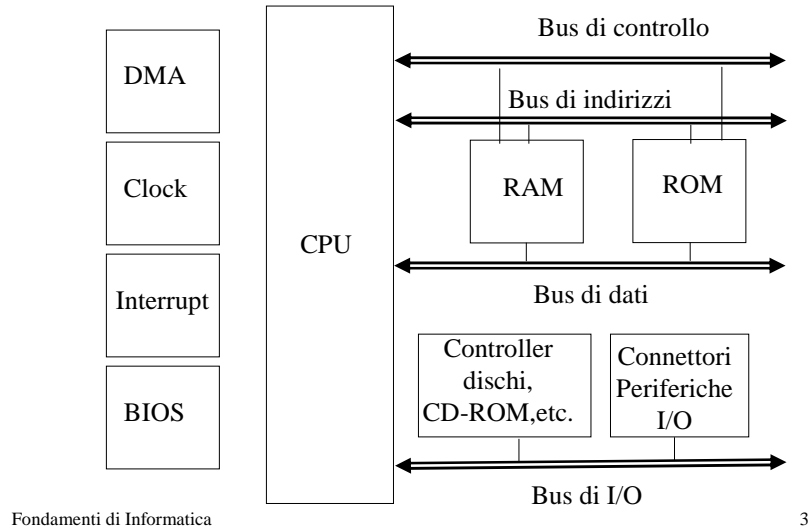 DMA
Clock
Interrupt
BIOS
CPU
Bus di controllo
Bus di indirizzi
RAM
ROM
Bus di dati
Controller
dischi,
CD-ROM,etc.
Connettori
Periferiche
I/O
Bus di I/O
Fondamenti di Informatica
3